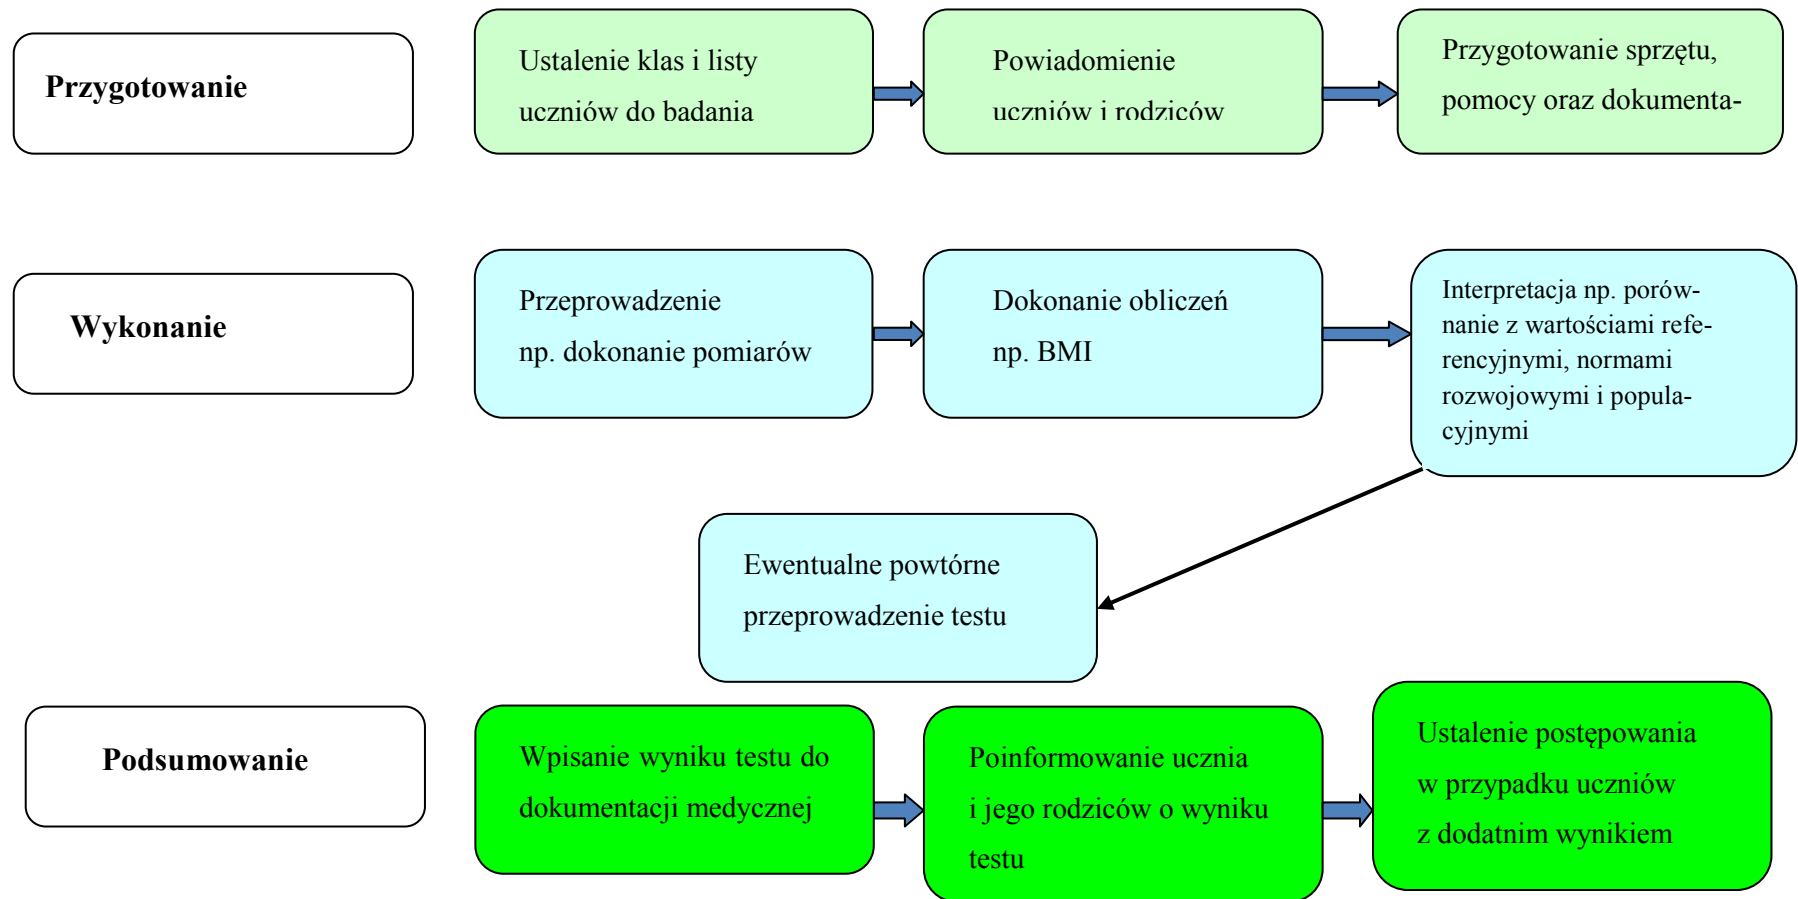 Przygotowanie
Ustalenie klas i listy
uczniów do badania
Powiadomienie
uczniów i rodziców
Przygotowanie sprzętu,
pomocy oraz dokumenta-
Wykonanie
Przeprowadzenie
np. dokonanie pomiarów
Dokonanie obliczeń
np. BMI
Interpretacja np. porów-
nanie z wartościami refe-
rencyjnymi, normami
rozwojowymi i popula-
cyjnymi
Ewentualne powtórne
przeprowadzenie testu
Podsumowanie
Wpisanie wyniku testu do
dokumentacji medycznej
Poinformowanie ucznia
i jego rodziców o wyniku
testu
Ustalenie postępowania
w przypadku uczniów
z dodatnim wynikiem